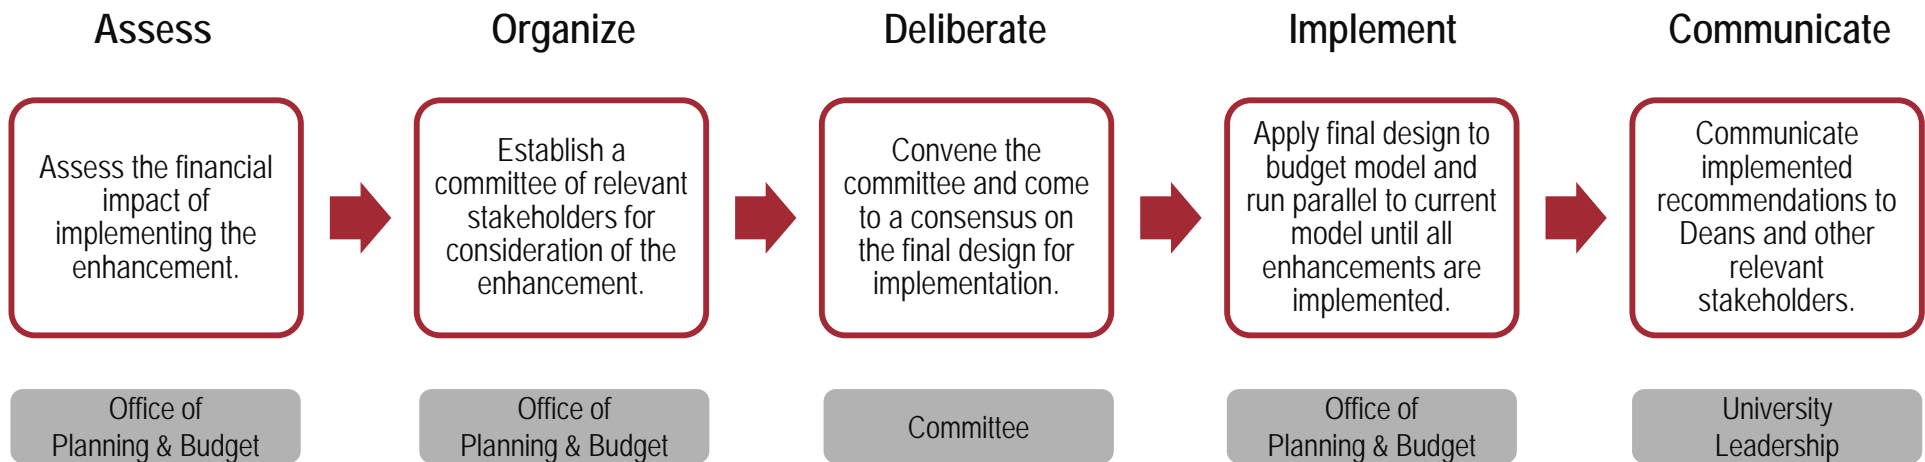 Assess
Organize
Deliberate
Implement
Communicate
Assess the financial
impact of
implementing the
enhancement.
Establish a
committee of relevant
stakeholders for
consideration of the
enhancement.
Convene the
committee and come
to a consensus on
the final design for
implementation.
Apply final design to
budget model and
run parallel to current
model until all
enhancements are
implemented.
Communicate
implemented
recommendations to
Deans and other
relevant
stakeholders.
Office of
Planning & Budget
Office of
Planning & Budget
Committee
Office of
Planning & Budget
University
Leadership